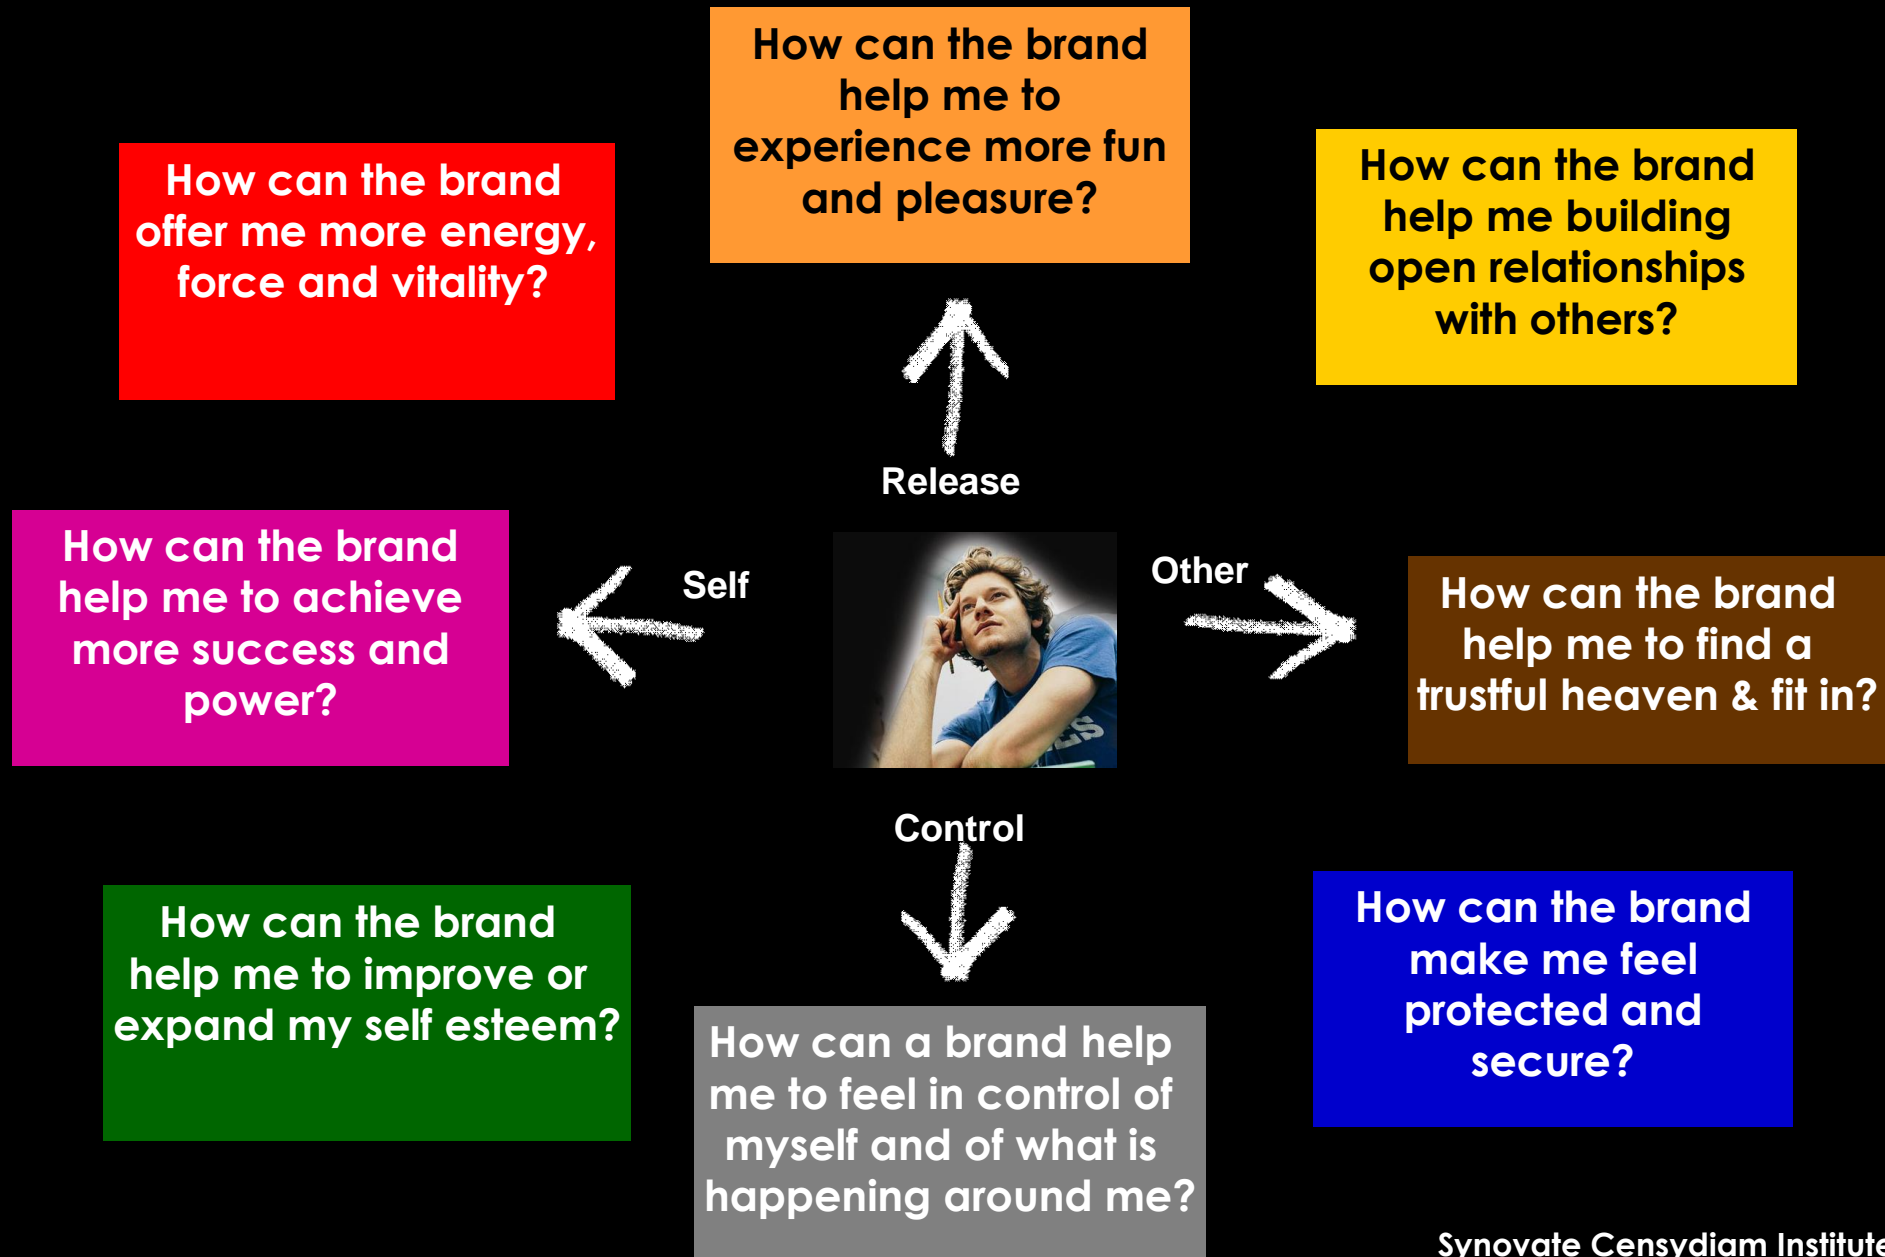 How can the brand
help me to
experience more fun
and pleasure?
How can the brand
offer me more energy,
force and vitality?
How can the brand
help me building
open relationships
with others?
Release
How can the brand
help me to achieve
more success and
power?
Self
Other
How can the brand
help me to find a
trustful heaven & fit in?
Control
How can the brand
help me to improve or
expand my self esteem?
How can a brand help
me to feel in control of
myself and of what is
happening around me?
How can the brand
make me feel
protected and
secure?
Synovate Censydiam Institute